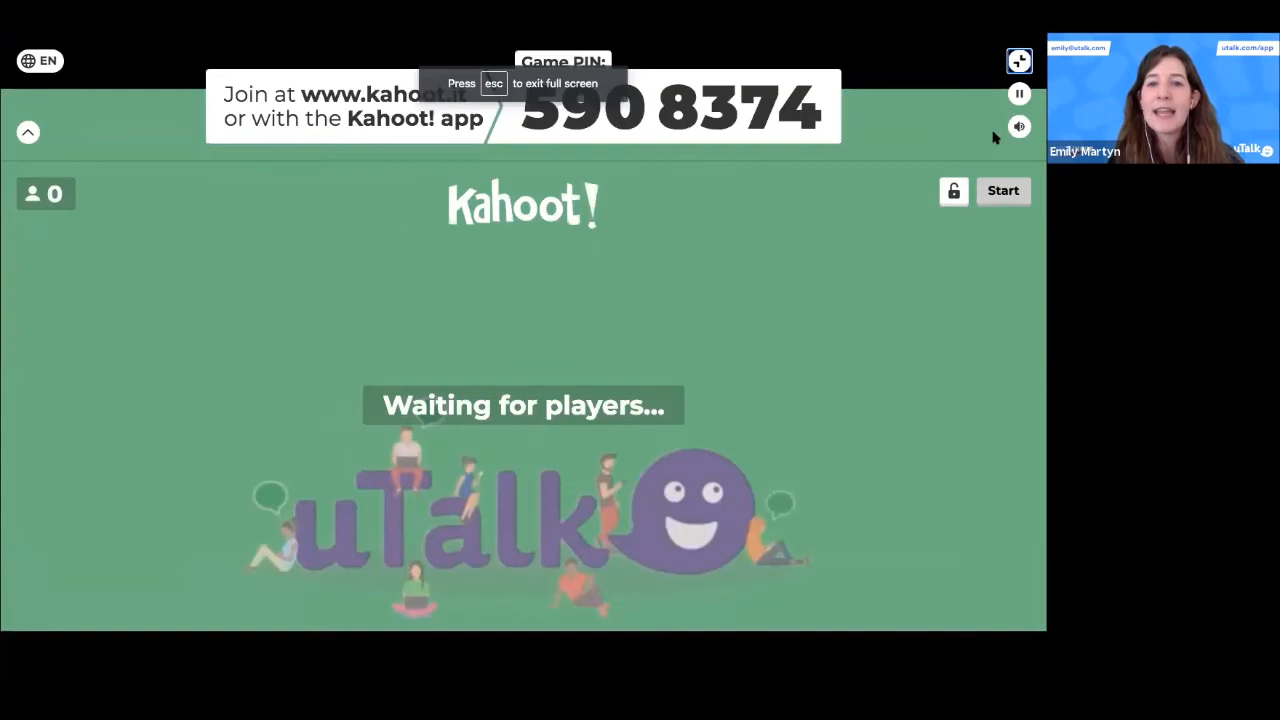 EN
Game PIN:
Join at www.kahoot.it
or with the Kahoot! app
590 8374
Press esc to exit full screen
0
Kahoot!
Start
Waiting for players...
uTalk
emily@utalk.com
utalk.com/app
Emily Martyn
uTalk